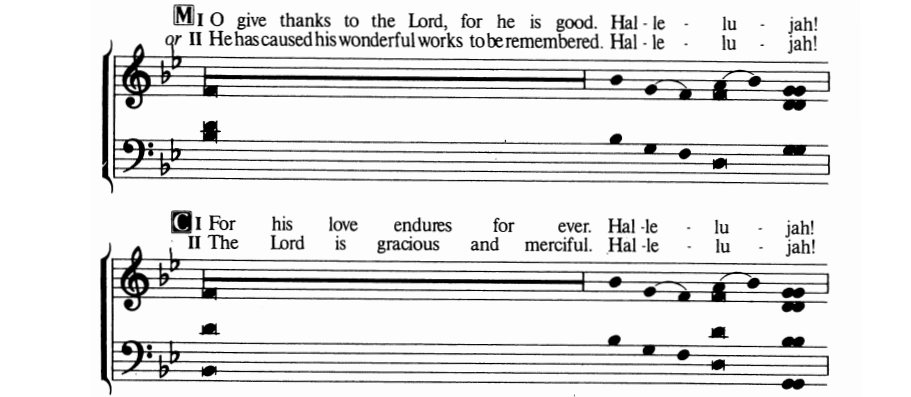 M I O give thanks to the Lord, for he is good. Hal - le - lu - jah!
or II He has caused his wonderful works to be remembered. Hal - le - lu - jah!
C I For his love endures for ever. Hal - le - lu - jah!
II The Lord is gracious and merciful. Hal - le - lu - jah!